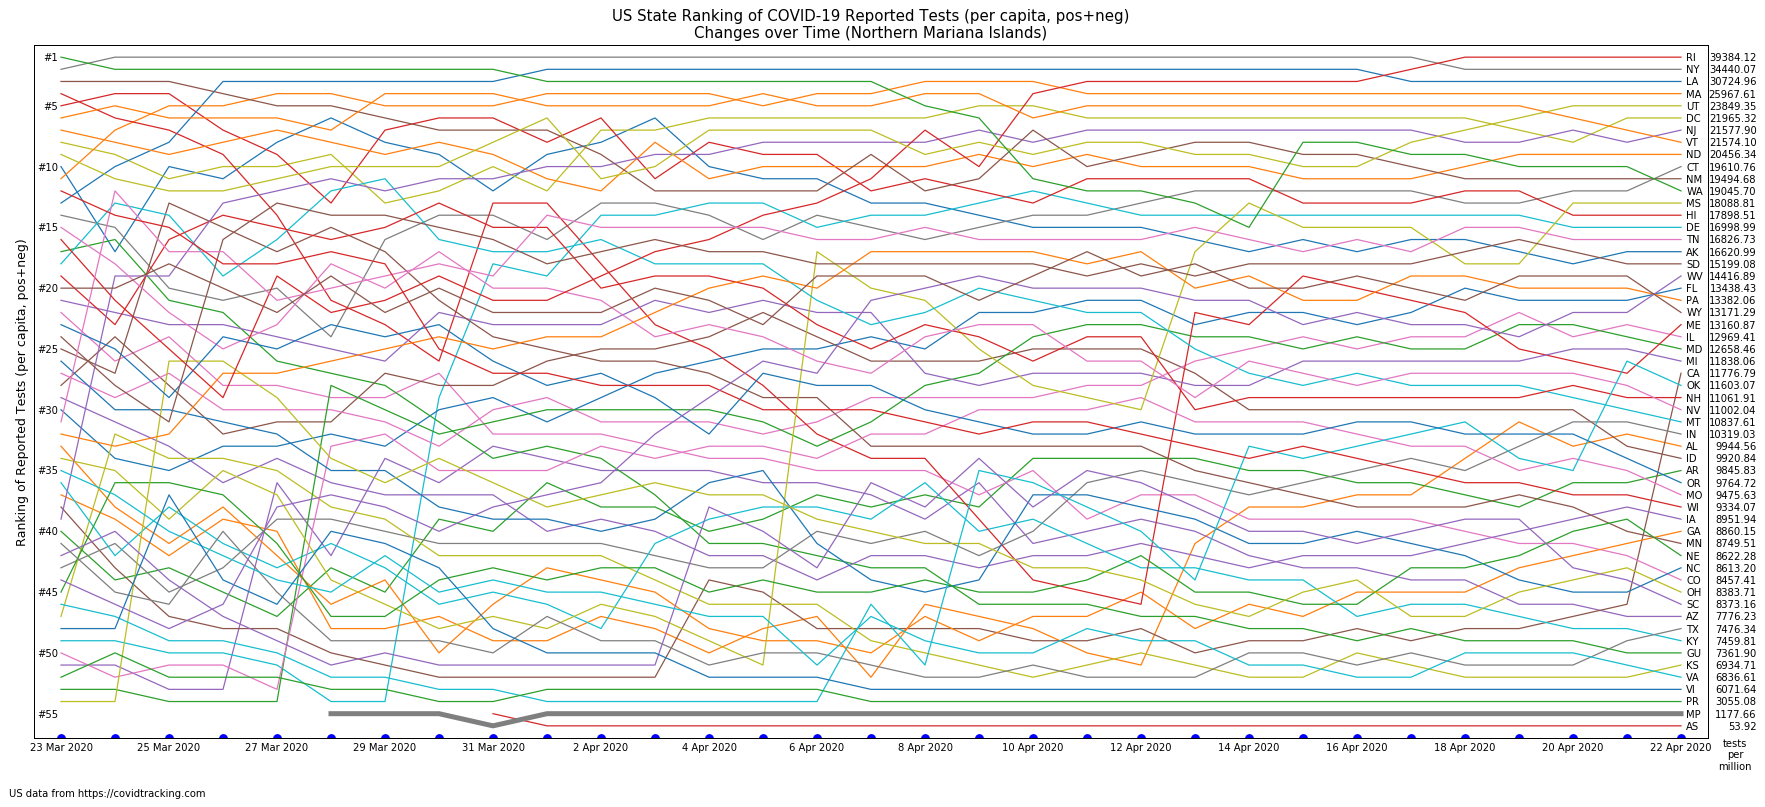 US State Ranking of COVID-19 Reported Tests (per capita, pos+neg)
Changes over Time (Northern Mariana Islands)
Ranking of Reported Tests (per capita, pos+neg)
#1
#5
#10
#15
#20
#25
#30
#35
#40
#45
#50
#55
RI 39384.12
NY 34440.07
LA 30724.96
MA 25967.61
UT 23849.35
DC 21965.32
NJ 21577.90
VT 21574.10
ND 20456.34
CT 19610.76
NM 19494.68
WA 19045.70
MS 18088.81
HI 17898.51
DE 16998.99
TN 16826.73
AK 16620.99
SD 15199.08
WV 14416.89
FL 13438.43
PA 13382.06
WY 13171.29
ME 13160.87
IL 12969.41
MD 12658.46
MI 11838.06
CA 11776.79
OK 11603.07
NH 11061.91
NV 11002.04
MT 10837.61
IN 10319.03
AL 9944.56
ID 9920.84
AR 9845.83
OR 9764.72
MO 9475.63
WI 9334.07
IA 8951.94
GA 8860.15
MN 8749.51
NE 8622.28
NC 8613.20
CO 8457.41
OH 8383.71
SC 8373.16
AZ 7776.23
TX 7476.34
KY 7459.81
GU 7361.90
KS 6934.71
VA 6836.61
VI 6071.64
PR 3055.08
MP 1177.66
AS 53.92
23 Mar 2020
25 Mar 2020
27 Mar 2020
29 Mar 2020
31 Mar 2020
2 Apr 2020
4 Apr 2020
6 Apr 2020
8 Apr 2020
10 Apr 2020
12 Apr 2020
14 Apr 2020
16 Apr 2020
18 Apr 2020
20 Apr 2020
22 Apr 2020
tests
per
million
US data from https://covidtracking.com